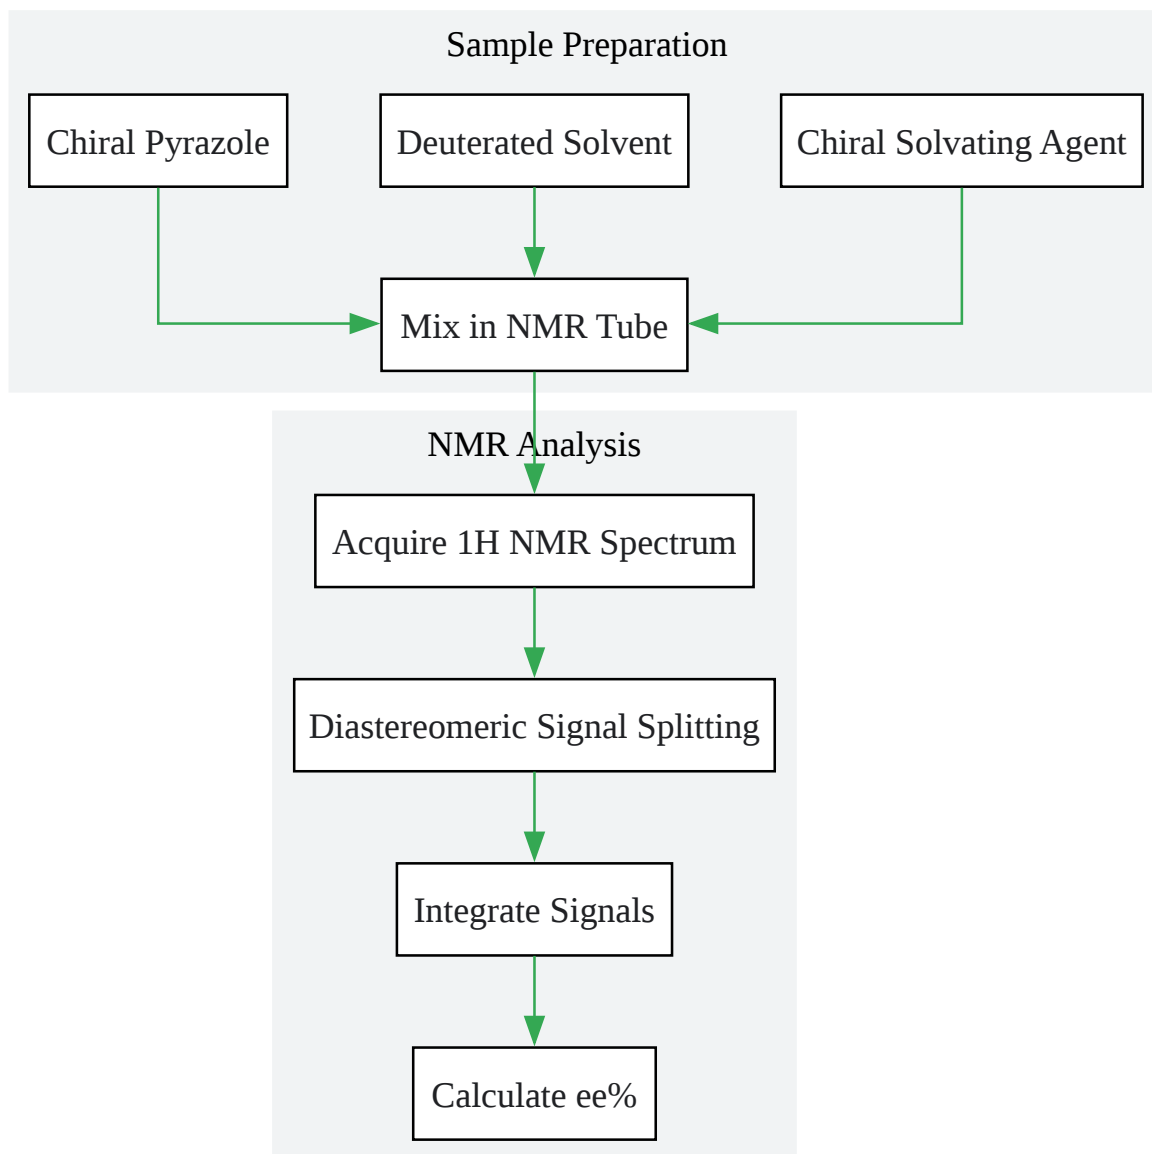 Sample Preparation
Chiral Pyrazole
Deuterated Solvent
Chiral Solvating Agent
Mix in NMR Tube
NMR Analysis
Acquire 1H NMR Spectrum
Diastereomeric Signal Splitting
Integrate Signals
Calculate ee%